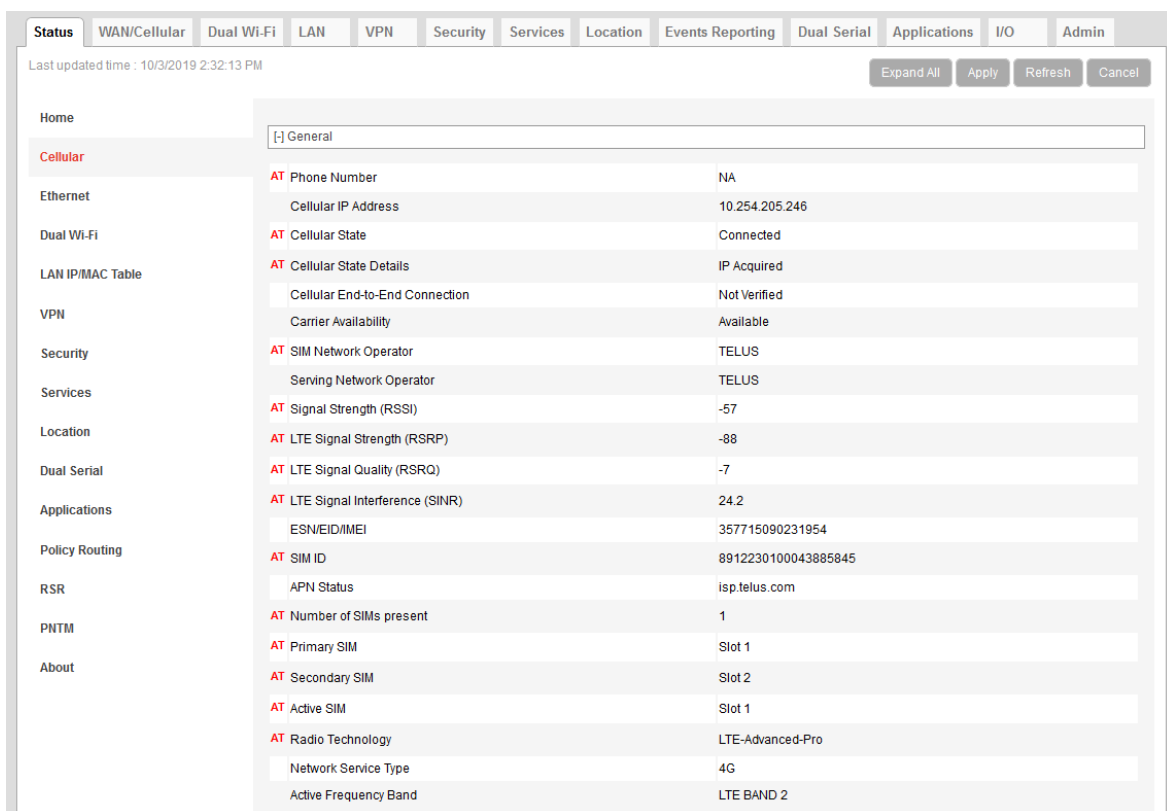 Status WAN/Cellular Dual Wi-Fi LAN VPN Security Services Location Events Reporting Dual Serial Applications I/O Admin
Last updated time : 10/3/2019 2:32:13 PM
Expand All Apply Refresh Cancel
Home
Cellular
Ethernet
Dual Wi-Fi
LAN IP/MAC Table
VPN
Security
Services
Location
Dual Serial
Applications
Policy Routing
RSR
PNTM
About
[-] General
AT Phone Number NA
Cellular IP Address 10.254.205.246
AT Cellular State Connected
AT Cellular State Details IP Acquired
Cellular End-to-End Connection Not Verified
Carrier Availability Available
AT SIM Network Operator TELUS
Serving Network Operator TELUS
AT Signal Strength (RSSI) -57
AT LTE Signal Strength (RSRP) -88
AT LTE Signal Quality (RSRQ) -7
AT LTE Signal Interference (SINR) 24.2
ESN/EID/IMEI 357715090231954
AT SIM ID 8912230100043885845
APN Status isp.telus.com
AT Number of SIMs present 1
AT Primary SIM Slot 1
AT Secondary SIM Slot 2
AT Active SIM Slot 1
AT Radio Technology LTE-Advanced-Pro
Network Service Type 4G
Active Frequency Band LTE BAND 2